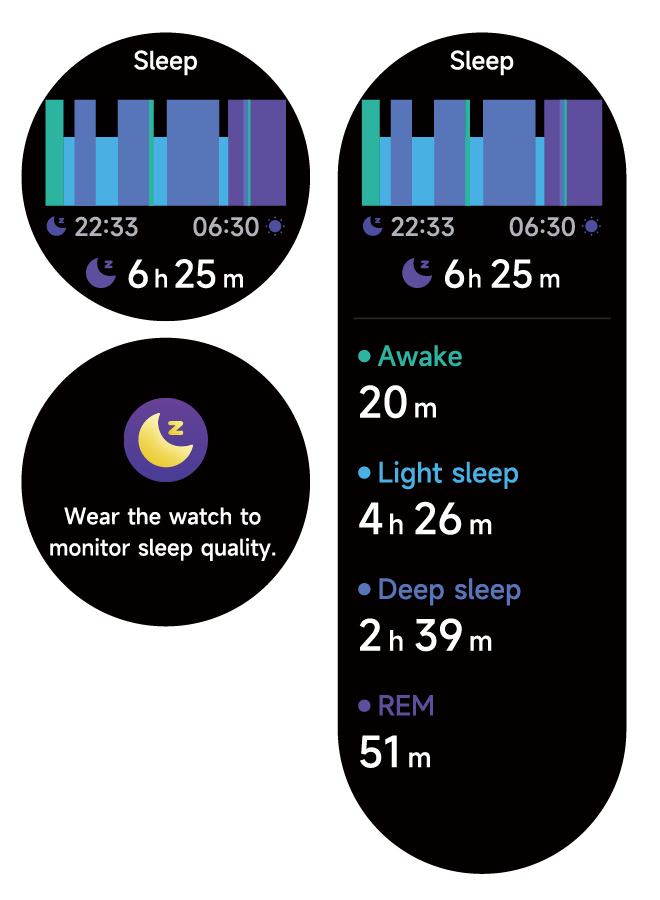 Sleep
22:33 06:30
6 h 25 m
Wear the watch to
monitor sleep quality.
Sleep
22:33 06:30
6 h 25 m
Awake
20 m
Light sleep
4 h 26 m
Deep sleep
2 h 39 m
REM
51 m